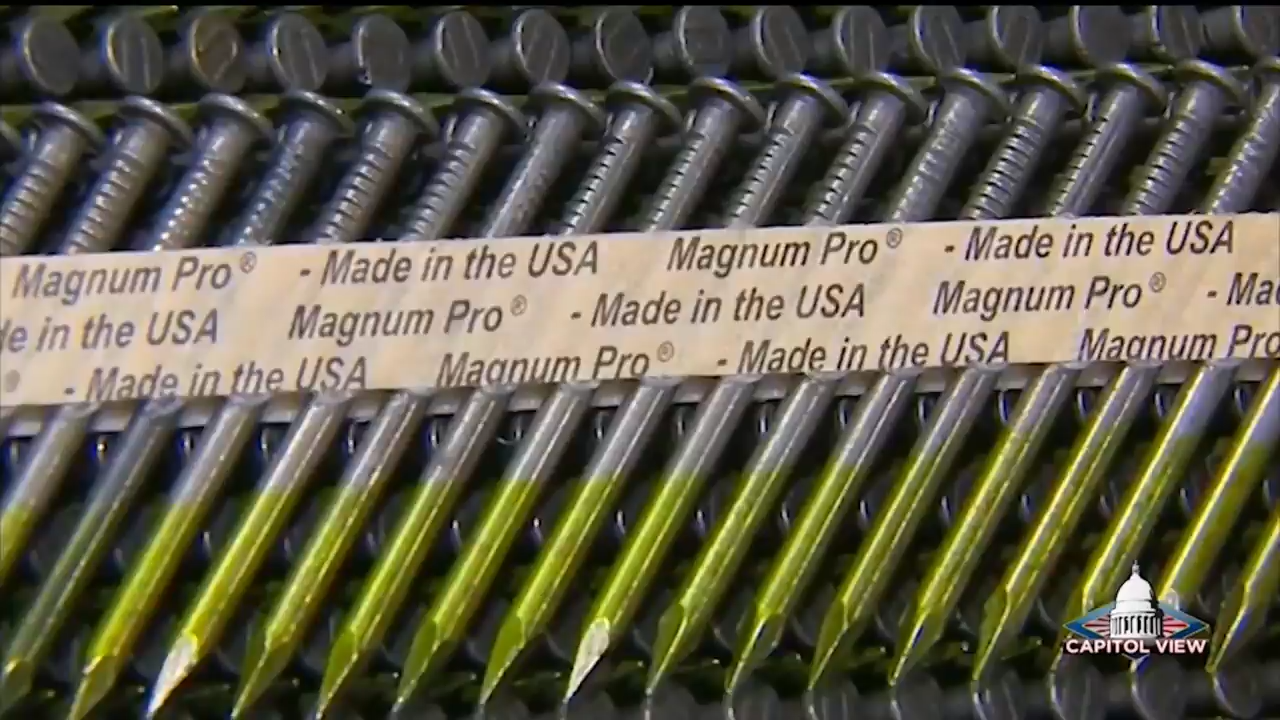 Magnum Pro® - Made in the USA Magnum Pro® - Made in the USA
de in the USA Magnum Pro® - Made in the USA Magnum Pro® - Ma
® - Made in the USA Magnum Pro® - Made in the USA Magnum Pro
CAPITOL VIEW